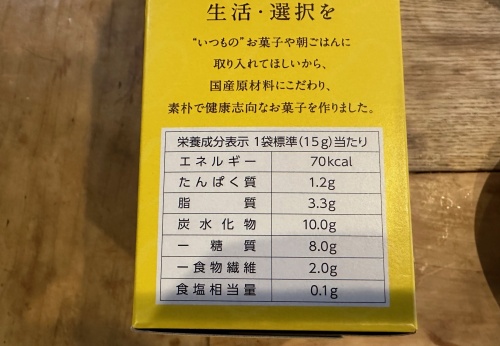 生活・選択を
“いつもの”お菓子や朝ごはんに
取り入れてほしいから、
国産原材料にこだわり、
素朴で健康志向なお菓子を作りました。
栄養成分表示 1袋標準(15g)当たり
エネルギー 70kcal
たんぱく質 1.2g
脂質 3.3g
炭水化物 10.0g
ー糖質 8.0g
ー食物繊維 2.0g
食塩相当量 0.1g